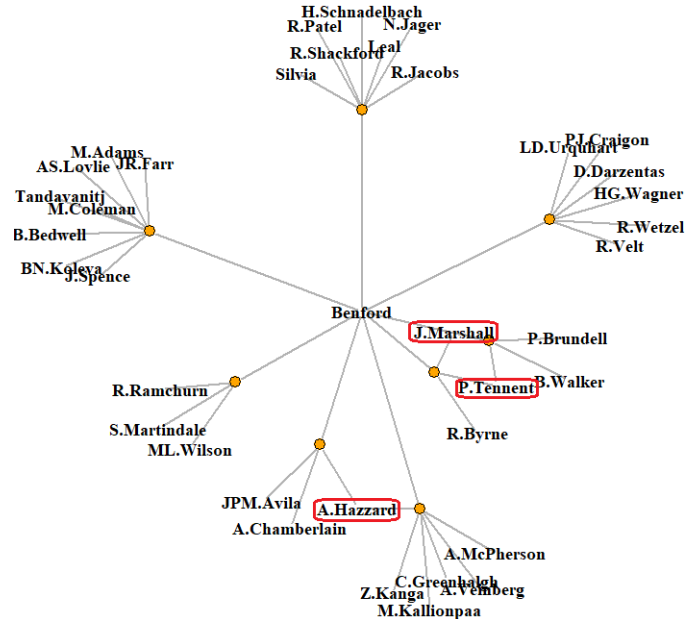 H.Schnadelbach
R.Patel
N.Jager
R.Shackford
Leal
Silvia
R.Jacobs
PJ.Craigon
LD.Urquhart
D.Darzentas
HG.Wagner
R.Wetzel
R.Velt
M.Adams
AS.Lovlie
JR.Farr
Tandavanitj
M.Coleman
B.Bedwell
BN.Koleva
J.Spence
Benford
J.Marshall
P.Brundell
P.Tennent
B.Walker
R.Byrne
R.Ramchurn
S.Martindale
ML.Wilson
JPM.Avila
A.Hazzard
A.Chamberlain
A.McPherson
C.Greenhalgh
A.Veinberg
Z.Kanga
M.Kallionpaa